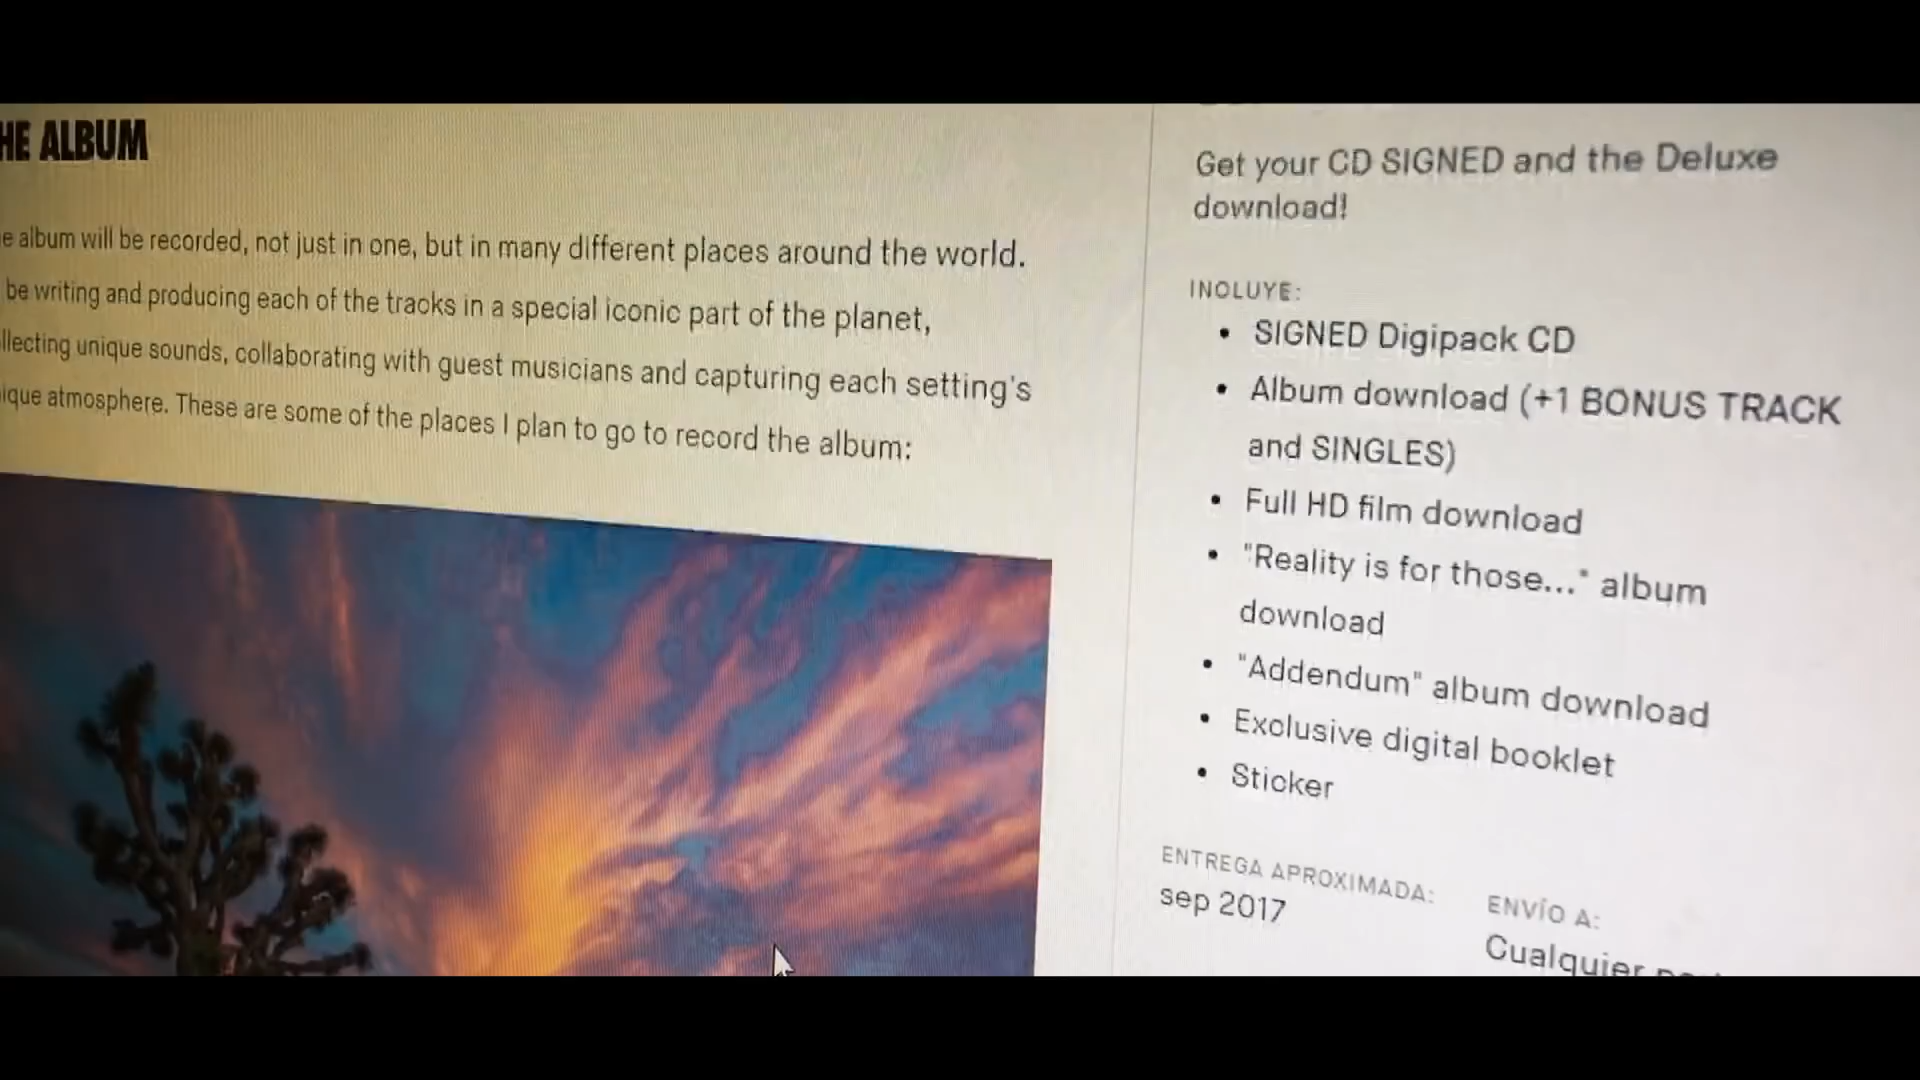 HE ALBUM
e album will be recorded, not just in one, but in many different places around the world.
be writing and producing each of the tracks in a special iconic part of the planet,
llecting unique sounds, collaborating with guest musicians and capturing each setting's
ique atmosphere. These are some of the places I plan to go to record the album:
Get your CD SIGNED and the Deluxe
download!
INCLUYE:
• SIGNED Digipack CD
• Album download (+1 BONUS TRACK
and SINGLES)
• Full HD film download
• "Reality is for those..." album
download
• "Addendum" album download
• Exclusive digital booklet
• Sticker
ENTREGA APROXIMADA:
sep 2017
ENVÍO A:
Cualquier